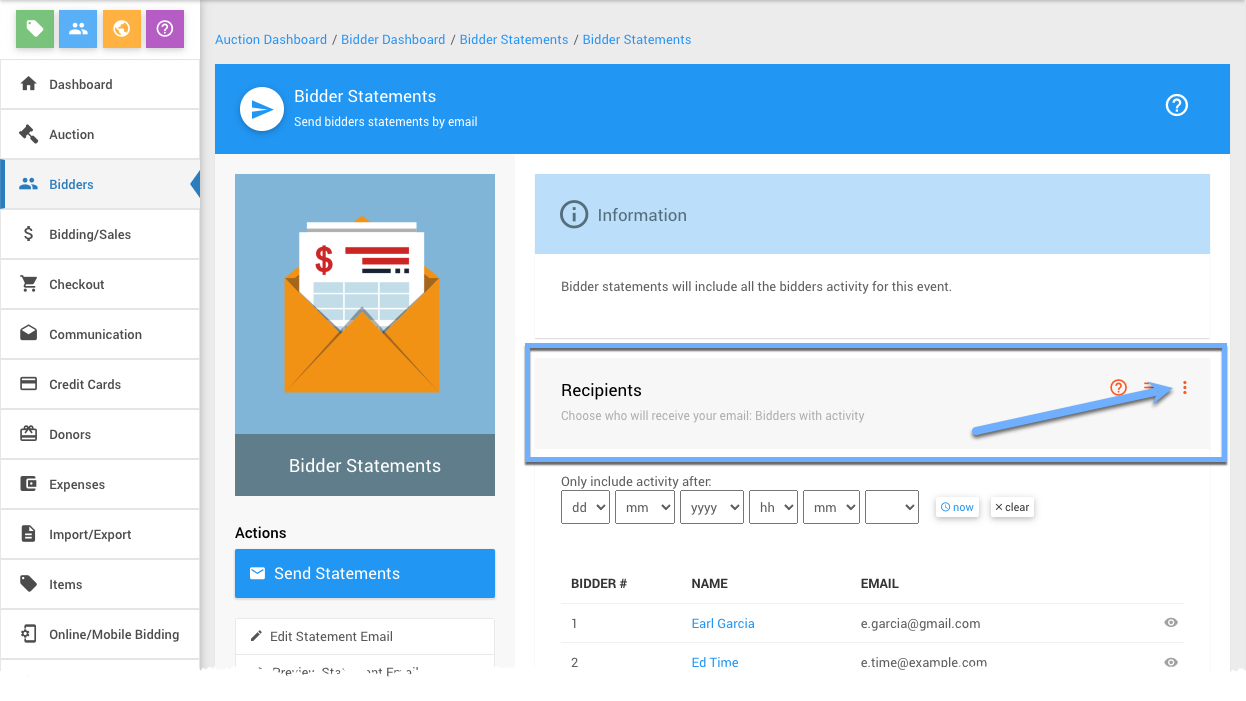 Auction Dashboard / Bidder Dashboard / Bidder Statements / Bidder Statements
Dashboard
Auction
Bidders
Bidding/Sales
Checkout
Communication
Credit Cards
Donors
Expenses
Import/Export
Items
Online/Mobile Bidding
Bidder Statements
Send bidders statements by email
$
Bidder Statements
Actions
Send Statements
Edit Statement Email
Preview Statement Email
Information
Bidder statements will include all the bidders activity for this event.
Recipients
Choose who will receive your email: Bidders with activity
Only include activity after:
dd mm yyyy hh mm now clear
BIDDER # NAME EMAIL
1 Earl Garcia e.garcia@gmail.com
2 Ed Time e.time@example.com